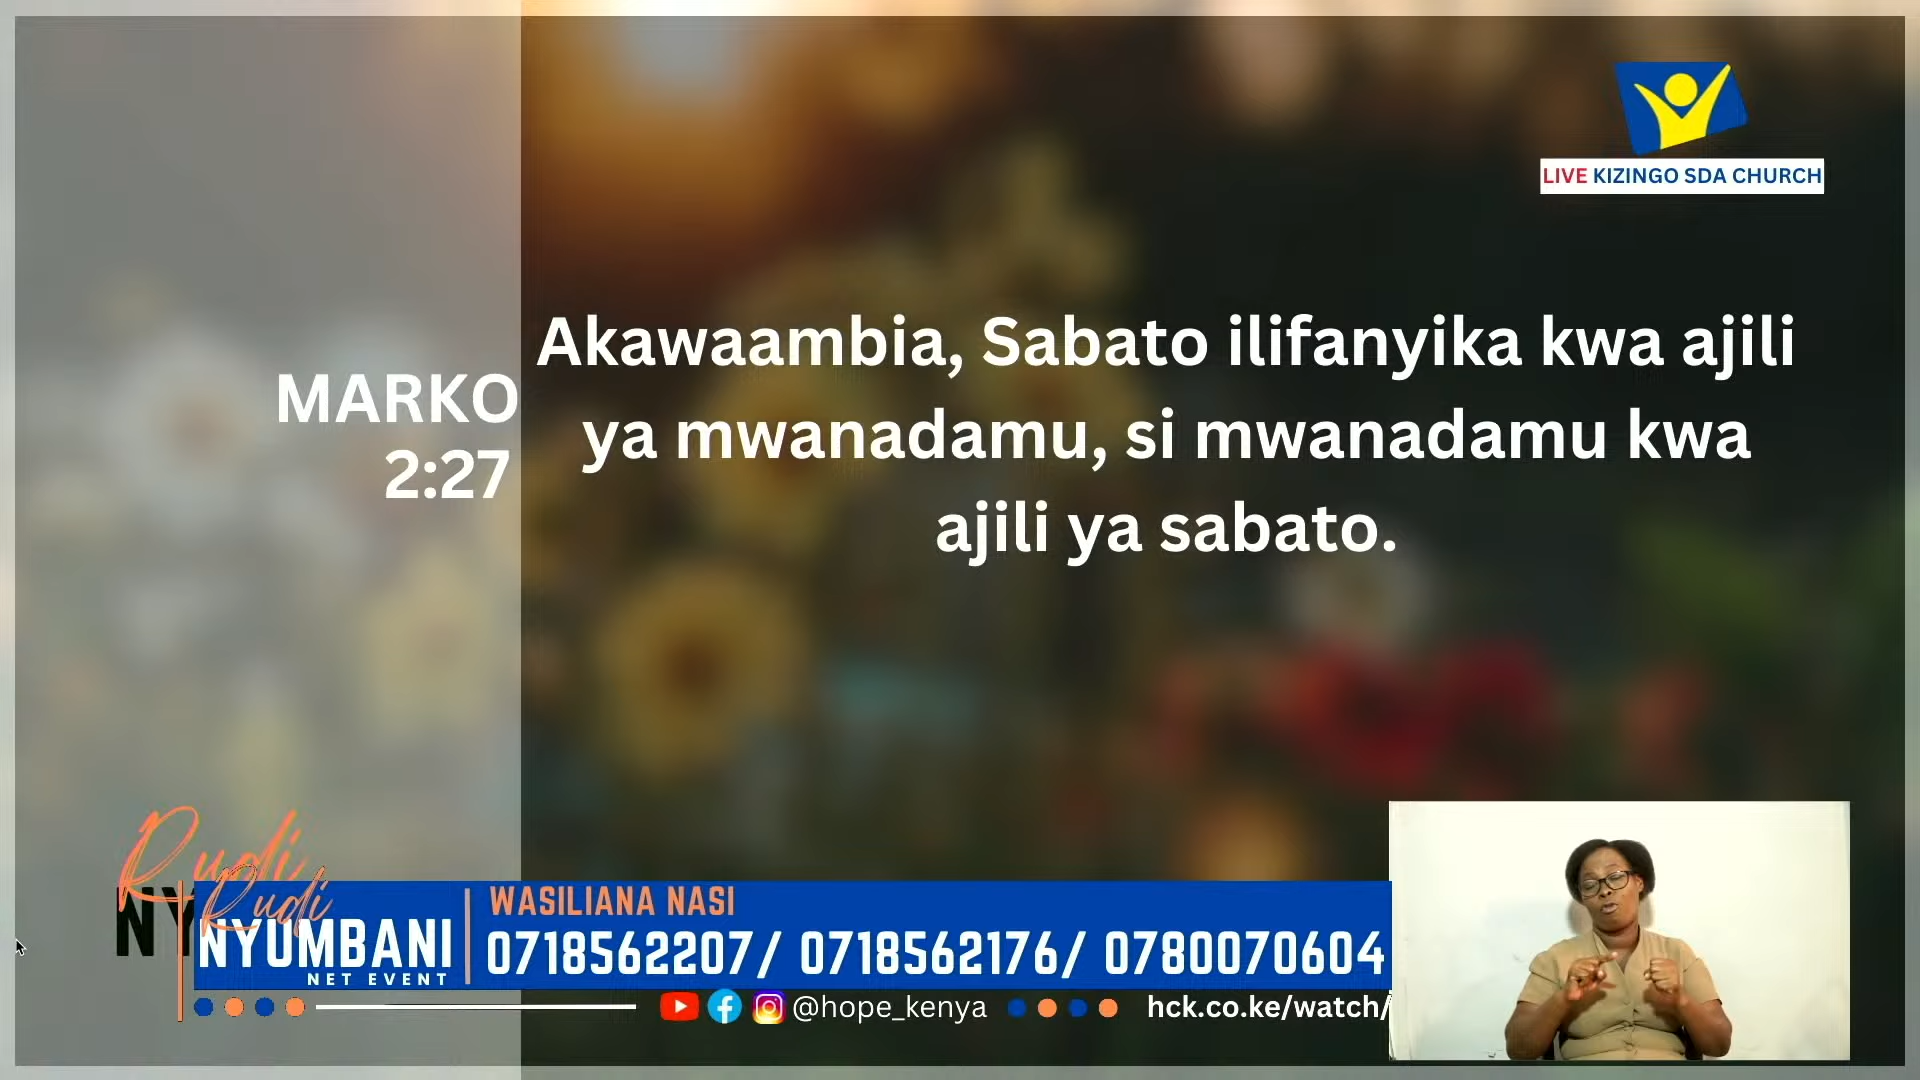 LIVE KIZINGO SDA CHURCH
MARKO
2:27
Akawaambia, Sabato ilifanyika kwa ajili
ya mwanadamu, si mwanadamu kwa
ajili ya sabato.
Rudi
NY
Rudi
NYUMBANI
NET EVENT
WASILIANA NASI
0718562207/ 0718562176/ 0780070604
@hope_kenya
hck.co.ke/watch/